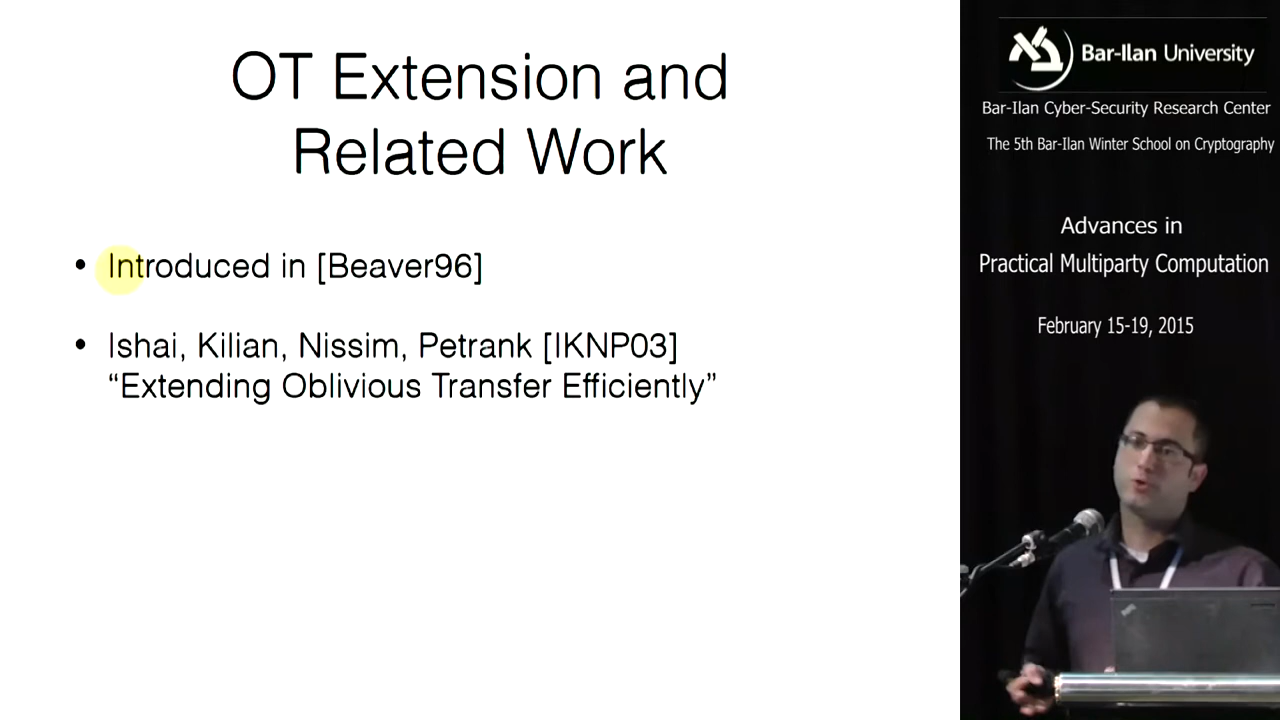 OT Extension and
Related Work
• Introduced in [Beaver96]
• Ishai, Kilian, Nissim, Petrank [IKNP03]
“Extending Oblivious Transfer Efficiently”
Bar-Ilan University
Bar-Ilan Cyber-Security Research Center
The 5th Bar-Ilan Winter School on Cryptography
Advances in
Practical Multiparty Computation
February 15-19, 2015